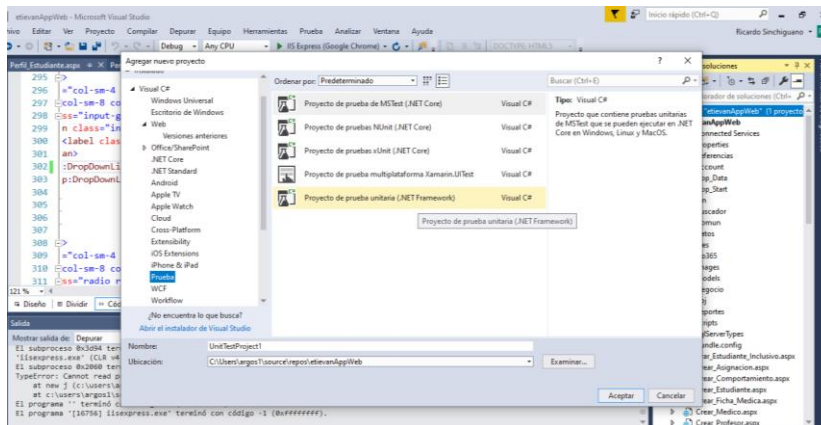 etievanAppWeb - Microsoft Visual Studio
Inicio rápido (Ctrl+Q)
Editar Ver Proyecto Compilar Depurar Equipo Herramientas Prueba Analizar Ventana Ayuda
Ricardo Sinchiguano
Debug Any CPU IIS Express (Google Chrome) DOCTYPE: HTML5
Perfil_Estudiante.aspx
Agregar nuevo proyecto
? X
Ordenar por: Predeterminado
Buscar (Ctrl+E)
Visual C#
Windows Universal
Escritorio de Windows
Web
Versiones anteriores
Office/SharePoint
.NET Core
.NET Standard
Android
Apple TV
Apple Watch
Cloud
Cross-Platform
Extensibility
iOS Extensions
iPhone & iPad
Prueba
WCF
Workflow
¿No encuentra lo que busca?
Abrir el instalador de Visual Studio
Proyecto de prueba de MSTest (.NET Core) Visual C#
Proyecto de pruebas NUnit (.NET Core) Visual C#
Proyecto de pruebas xUnit (.NET Core) Visual C#
Proyecto de prueba multiplataforma Xamarin.UITest Visual C#
Proyecto de prueba unitaria (.NET Framework) Visual C#
Proyecto de prueba unitaria (.NET Framework)
Tipo: Visual C#
Proyecto que contiene pruebas unitarias
de MSTest que se pueden ejecutar en .NET
Core en Windows, Linux y MacOS.
Nombre: UnitTestProject1
Ubicación: C:\Users\argos1\source\repos\etievanAppWeb
Examinar...
Aceptar Cancelar
295
296 ="col-sm-4
297 col-sm-8 co
298 ss="input-g
299 n class="in
300 <label clas
301 an>
302 :DropDownLi
303 p:DropDownL
304
305
306
307
308
309 ="col-sm-4
310 col-sm-8 co
311 ss="radio r
121 %
Diseño Dividir
Salida
Mostrar salida de: Depurar
El subproceso 0x3d94 ter
'iisexpress.exe' (CLR v4
El subproceso 0x2060 ter
TypeError: Cannot read p
at new j (c:\users\a
at c:\users\argos1\s
El programa '' terminó c
El programa '[16756] iisexpress.exe' terminó con código -1 (0xffffffff).
soluciones
orador de soluciones (Ctrl+
"etievanAppWeb" (1 proyecto
anAppWeb
onnected Services
operties
ferencias
ccount
pp_Data
pp_Start
n
uscador
omun
atos
es
o365
mages
odels
egocio
bj
eportes
cripts
qlServerTypes
undle.config
ear_Estudiante_Inclusivo.aspx
rear_Asignacion.aspx
rear_Comportamiento.aspx
rear_Estudiante.aspx
rear_Ficha_Medica.aspx
Crear_Medico.aspx
Crear_Profesor.aspx